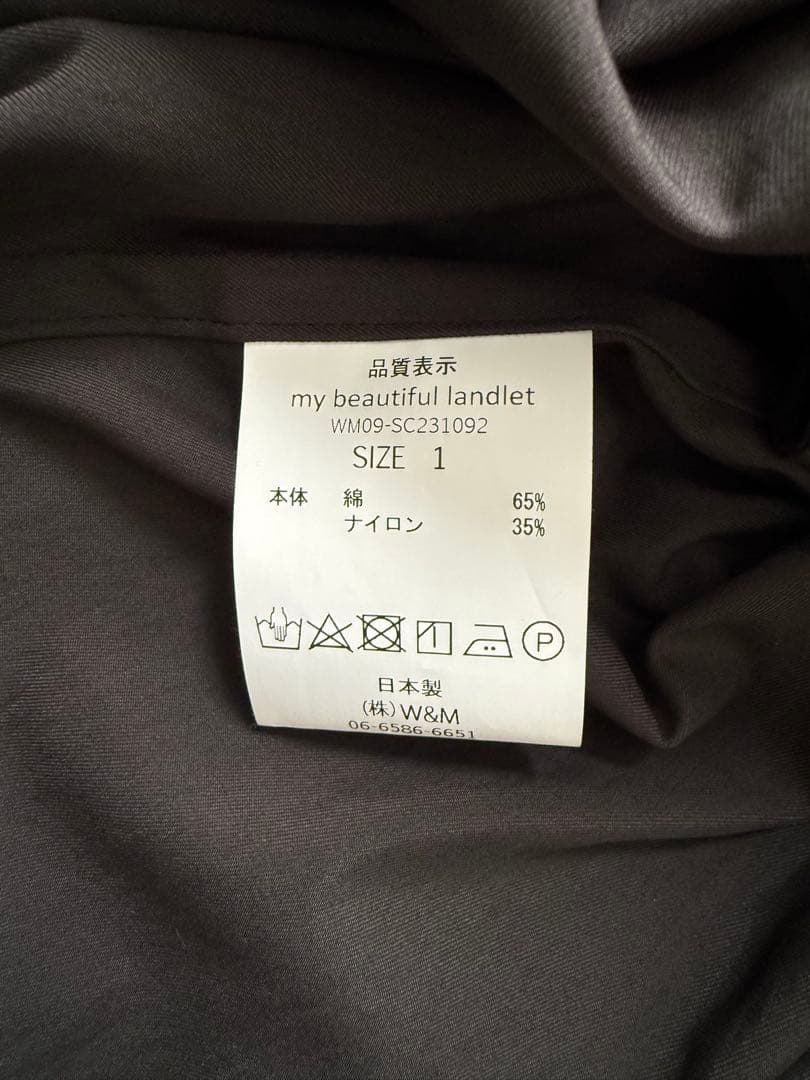 品質表示
my beautiful landlet
WM09-SC231092
SIZE 1
本体 綿 65%
ナイロン 35%
P
日本製
(株)W&M
06-6586-6651